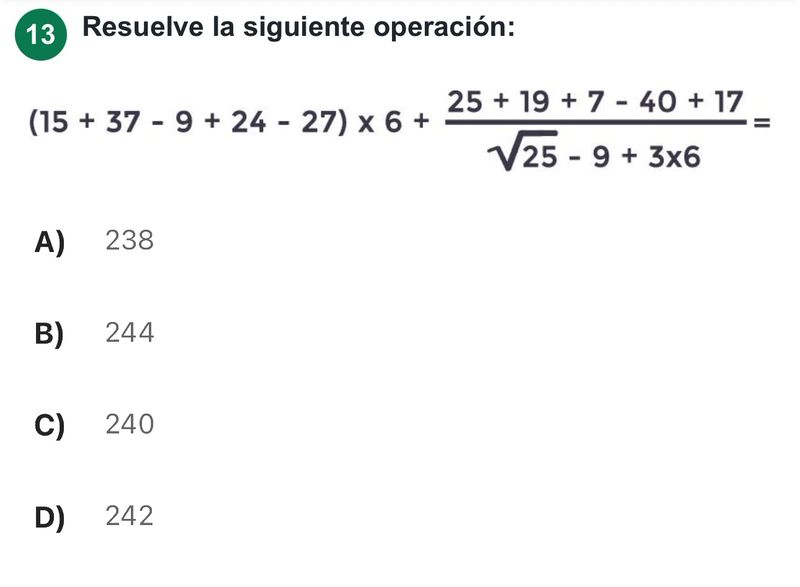 13 Resuelve la siguiente operación:
(15 + 37 - 9 + 24 - 27) x 6 + 25 + 19 + 7 - 40 + 17 =
√25 - 9 + 3x6
A) 238
B) 244
C) 240
D) 242